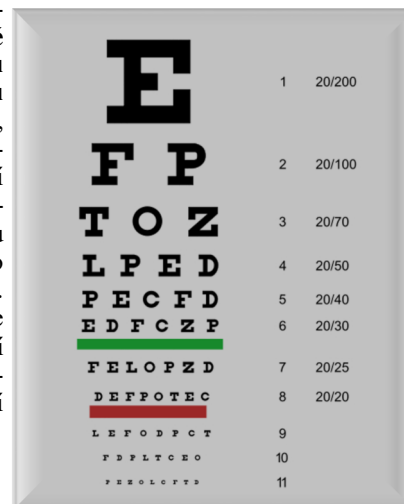 E 1 20/200
F P 2 20/100
T O Z 3 20/70
L P E D 4 20/50
P E C F D 5 20/40
E D F C Z P 6 20/30
F E L O P Z D 7 20/25
D E F P O T E C 8 20/20
L E F O D P C T 9
F D P L T C E O 10
P E Z O L C F T D 11